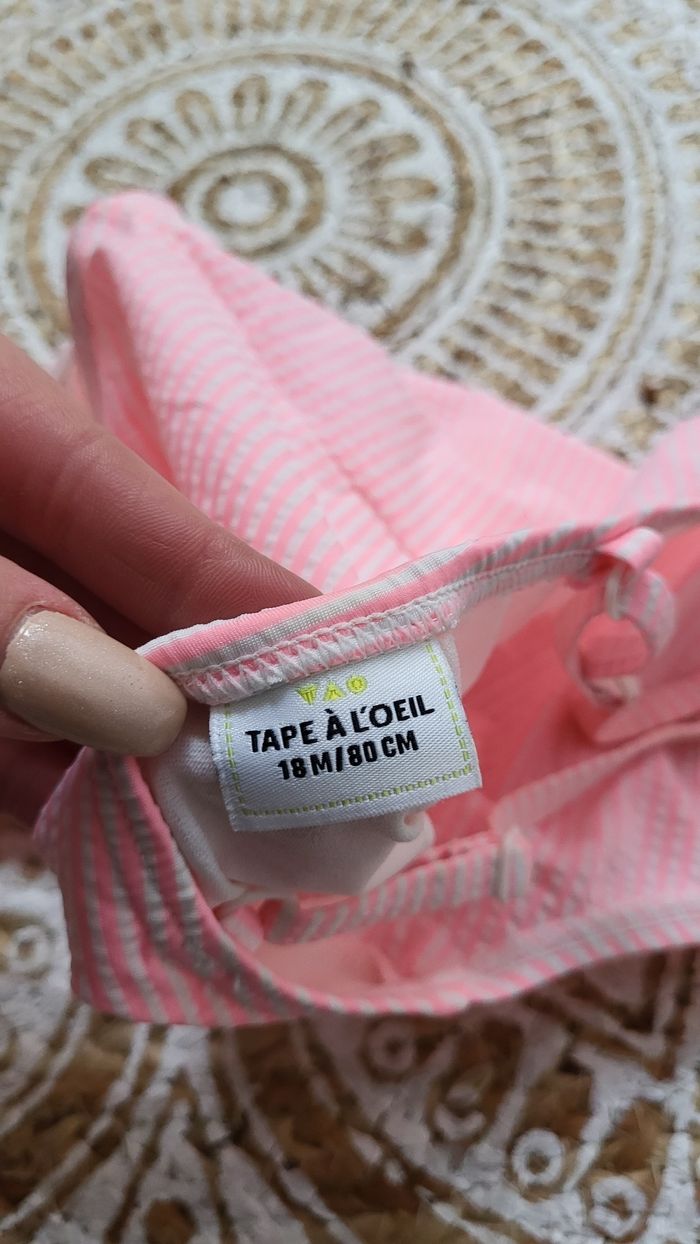 TAO
TAPE À L'OEIL
18 M/80 CM